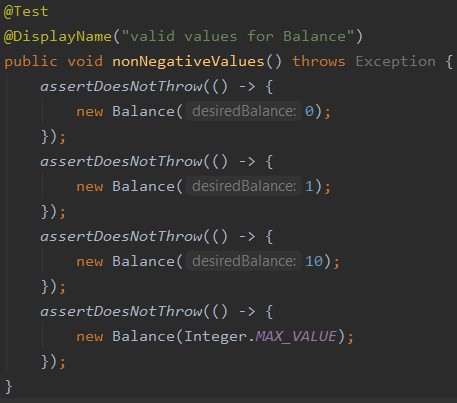 @Test
@DisplayName("valid values for Balance")
public void nonNegativeValues() throws Exception {
    assertDoesNotThrow(() -> {
        new Balance( desiredBalance: 0);
    });
    assertDoesNotThrow(() -> {
        new Balance( desiredBalance: 1);
    });
    assertDoesNotThrow(() -> {
        new Balance( desiredBalance: 10);
    });
    assertDoesNotThrow(() -> {
        new Balance(Integer.MAX_VALUE);
    });
}